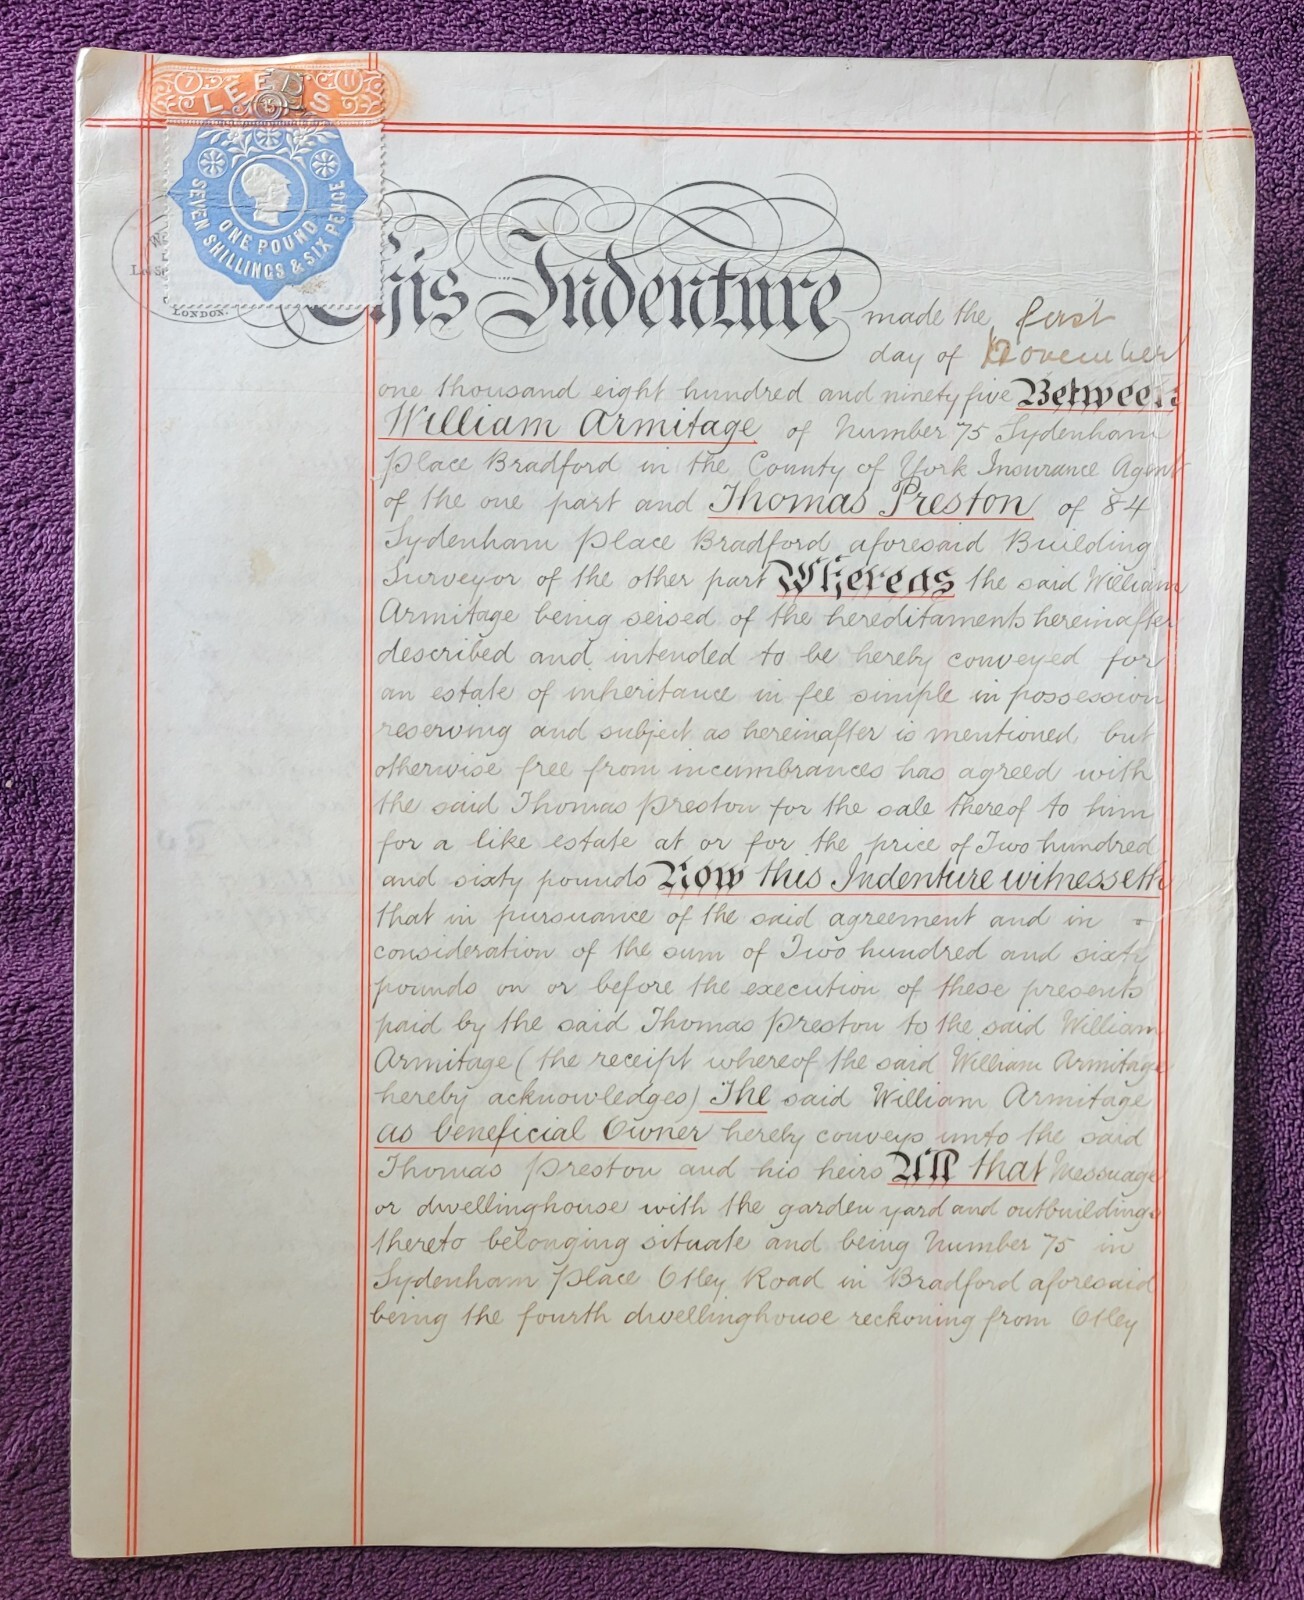 7 LEEDS 11
SEVEN SHILLINGS & SIX PENCE
ONE POUND
LONDON.
This Indenture made the first
day of November
one thousand eight hundred and ninety five Between
William Armitage of Number 75 Sydenham
Place Bradford in the County of York Insurance Agent
of the one part and Thomas Preston of 84
Sydenham Place Bradford aforesaid Building
Surveyor of the other part Whereas the said William
Armitage being seised of the hereditaments hereinafter
described and intended to be hereby conveyed for
an estate of inheritance in fee simple in possession
reserving and subject as hereinafter is mentioned but
otherwise free from incumbrances has agreed with
the said Thomas Preston for the sale thereof to him
for a like estate at or for the price of Two hundred
and sixty pounds Now this Indenture witnesseth
that in pursuance of the said agreement and in -
consideration of the sum of Two hundred and sixty
pounds on or before the execution of these presents
paid by the said Thomas Preston to the said William
Armitage (the receipt whereof the said William Armitage
hereby acknowledges) The said William Armitage
as beneficial Owner hereby conveys unto the said
Thomas Preston and his heirs All that Messuage
or dwellinghouse with the garden yard and outbuildings
thereto belonging situate and being Number 75 in
Sydenham Place Otley Road in Bradford aforesaid
being the fourth dwellinghouse reckoning from Otley